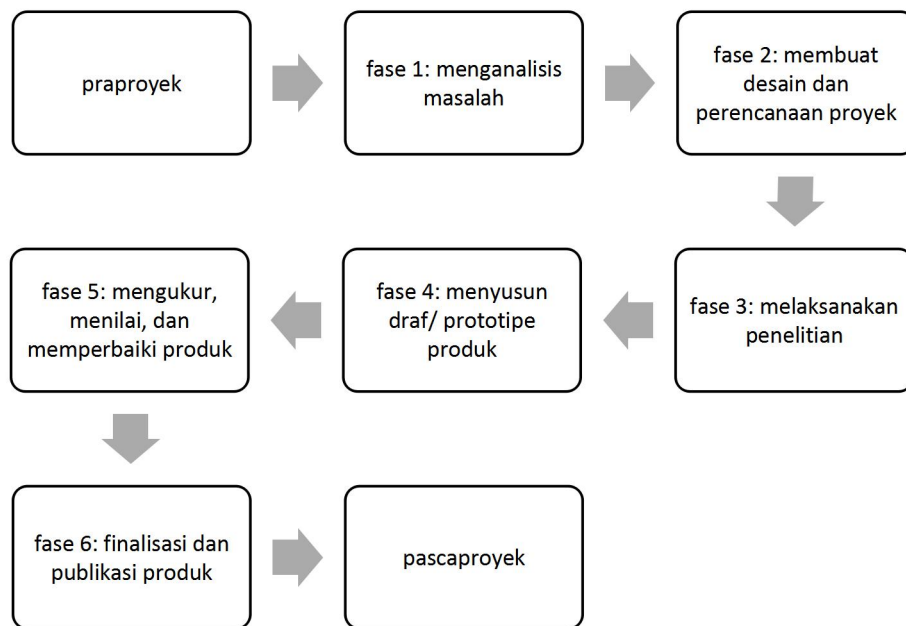 praproyek
fase 1: menganalisis
masalah
fase 2: membuat
desain dan
perencanaan proyek
fase 3: melaksanakan
penelitian
fase 4: menyusun
draf/ prototipe
produk
fase 5: mengukur,
menilai, dan
memperbaiki produk
fase 6: finalisasi dan
publikasi produk
pascaproyek